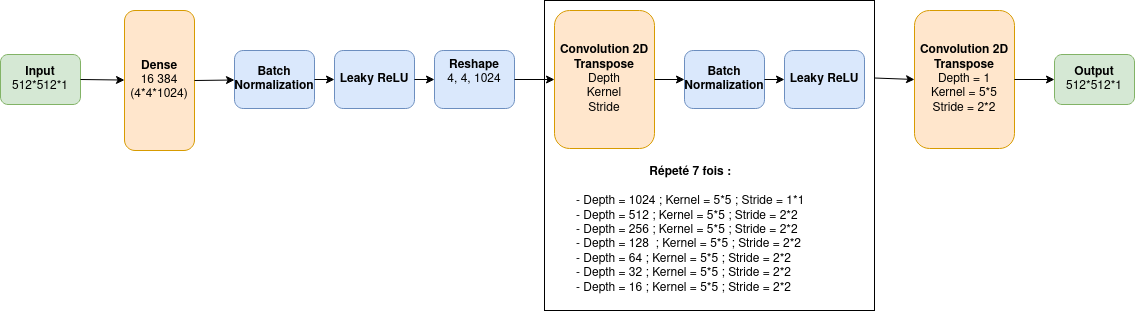 Input
512*512*1
Dense
16 384
(4*4*1024)
Batch
Normalization
Leaky ReLU
Reshape
4, 4, 1024
Convolution 2D
Transpose
Depth
Kernel
Stride
Batch
Normalization
Leaky ReLU
Répeté 7 fois :
- Depth = 1024 ; Kernel = 5*5 ; Stride = 1*1
- Depth = 512 ; Kernel = 5*5 ; Stride = 2*2
- Depth = 256 ; Kernel = 5*5 ; Stride = 2*2
- Depth = 128  ; Kernel = 5*5 ; Stride = 2*2
- Depth = 64 ; Kernel = 5*5 ; Stride = 2*2
- Depth = 32 ; Kernel = 5*5 ; Stride = 2*2
- Depth = 16 ; Kernel = 5*5 ; Stride = 2*2
Convolution 2D
Transpose
Depth = 1
Kernel = 5*5
Stride = 2*2
Output
512*512*1